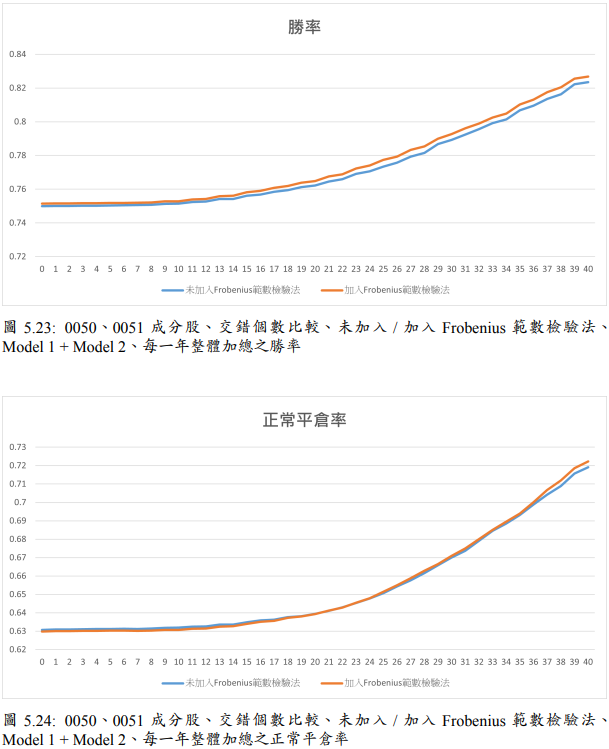 勝率
0.84
0.82
0.8
0.78
0.76
0.74
0.72
0 1 2 3 4 5 6 7 8 9 10 11 12 13 14 15 16 17 18 19 20 21 22 23 24 25 26 27 28 29 30 31 32 33 34 35 36 37 38 39 40
未加入Frobenius範數檢驗法 加入Frobenius範數檢驗法
圖 5.23: 0050、0051 成分股、交錯個數比較、未加入 / 加入 Frobenius 範數檢驗法、
Model 1 + Model 2、每一年整體加總之勝率
正常平倉率
0.73
0.72
0.71
0.7
0.69
0.68
0.67
0.66
0.65
0.64
0.63
0.62
0 1 2 3 4 5 6 7 8 9 10 11 12 13 14 15 16 17 18 19 20 21 22 23 24 25 26 27 28 29 30 31 32 33 34 35 36 37 38 39 40
未加入Frobenius範數檢驗法 加入Frobenius範數檢驗法
圖 5.24: 0050、0051 成分股、交錯個數比較、未加入 / 加入 Frobenius 範數檢驗法、
Model 1 + Model 2、每一年整體加總之正常平倉率